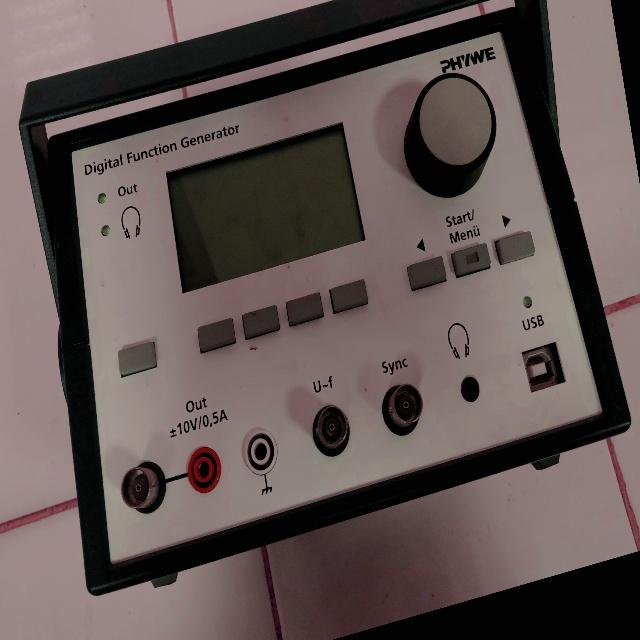 PHYWE
Digital Function Generator
Out
Start/
Menü
USB
Sync
U-f
Out
±10V/0,5A